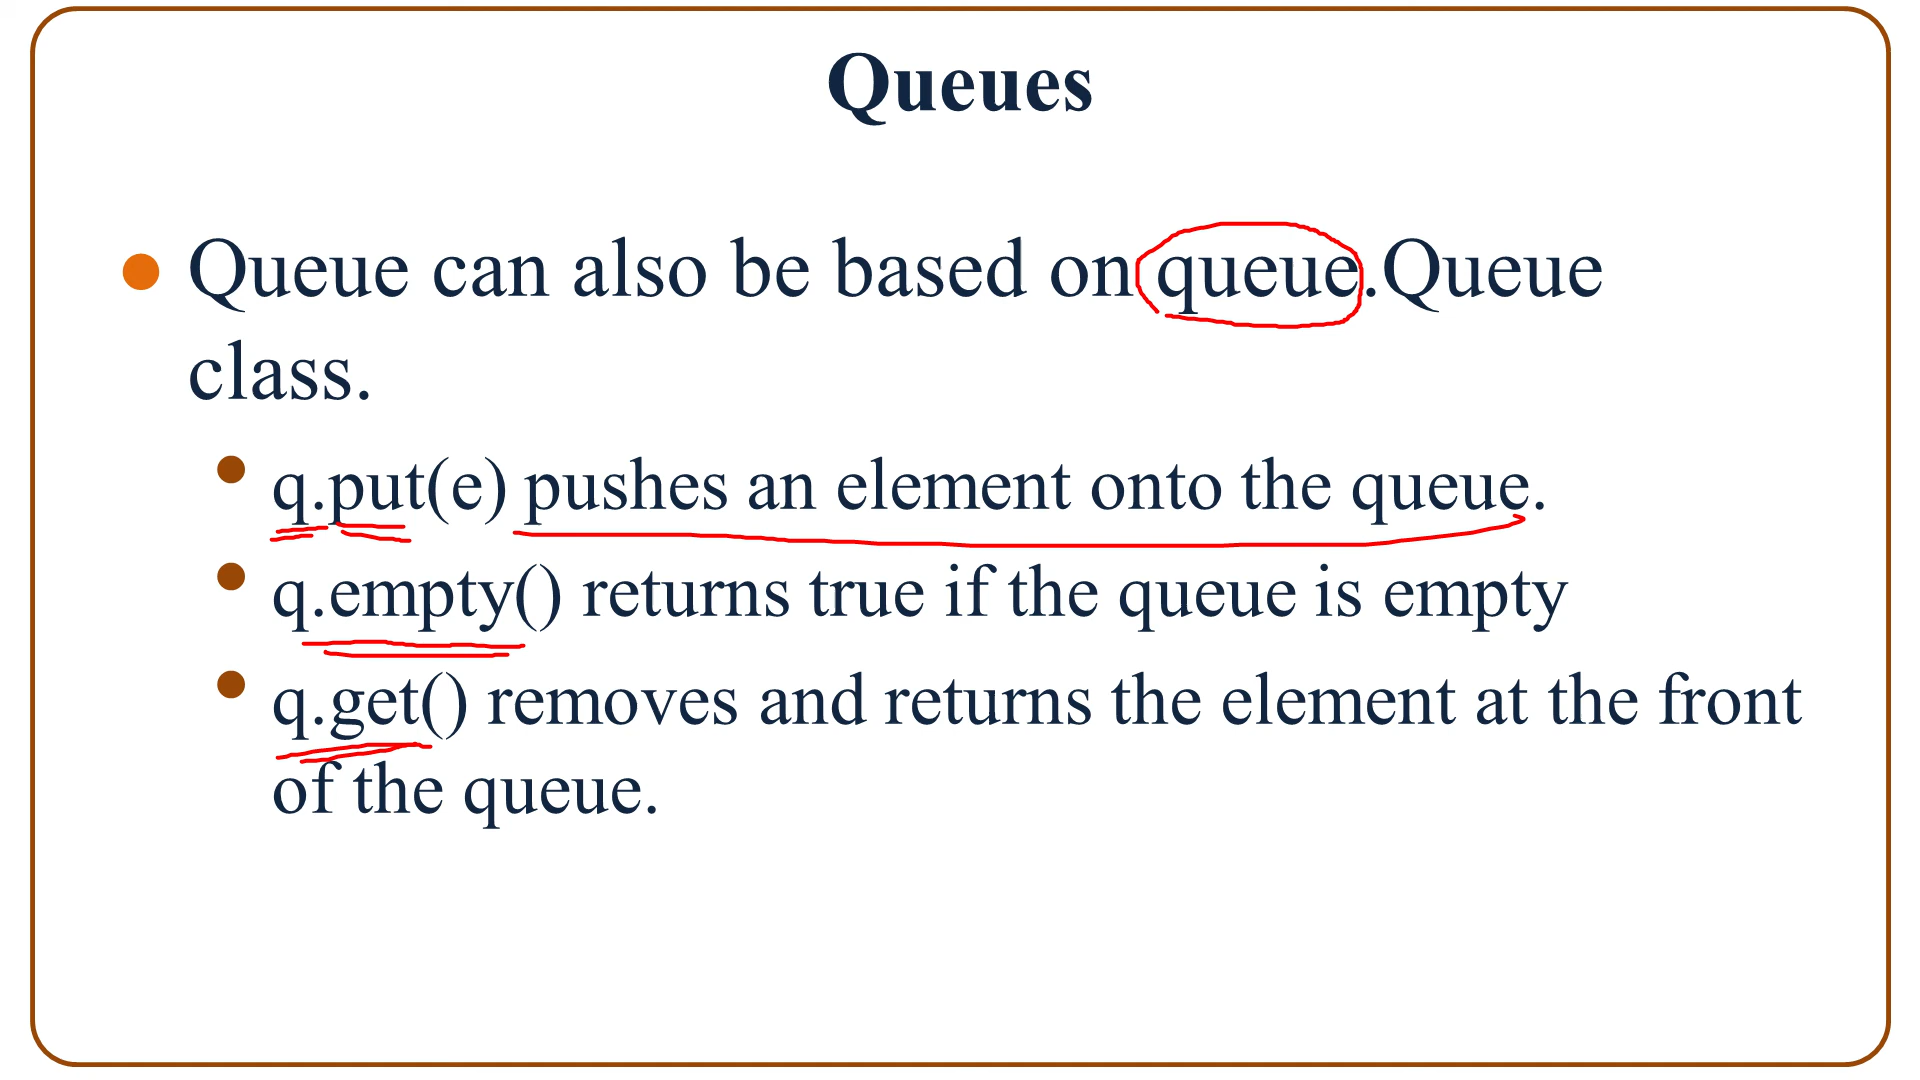 Queues
Queue can also be based on queue.Queue
class.
q.put(e) pushes an element onto the queue.
q.empty() returns true if the queue is empty
q.get() removes and returns the element at the front
of the queue.